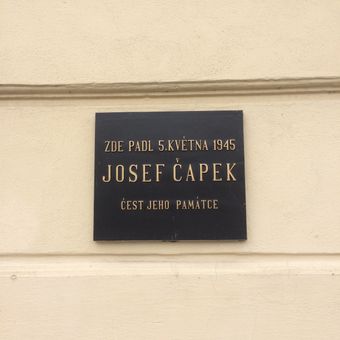 ZDE PADL 5.KVĚTNA 1945
JOSEF ČAPEK
ČEST JEHO PAMÁTCE